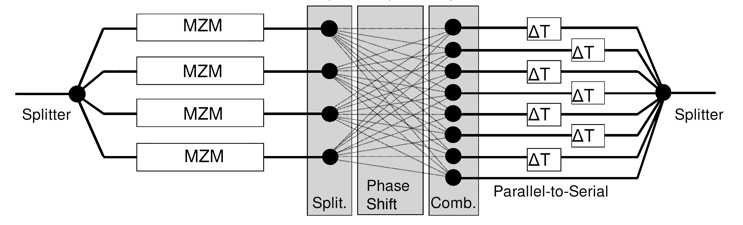 MZM
MZM
MZM
MZM
Splitter
Split.
Phase
Shift
Comb.
ΔT
ΔT
ΔT
ΔT
ΔT
ΔT
ΔT
Splitter
Parallel-to-Serial